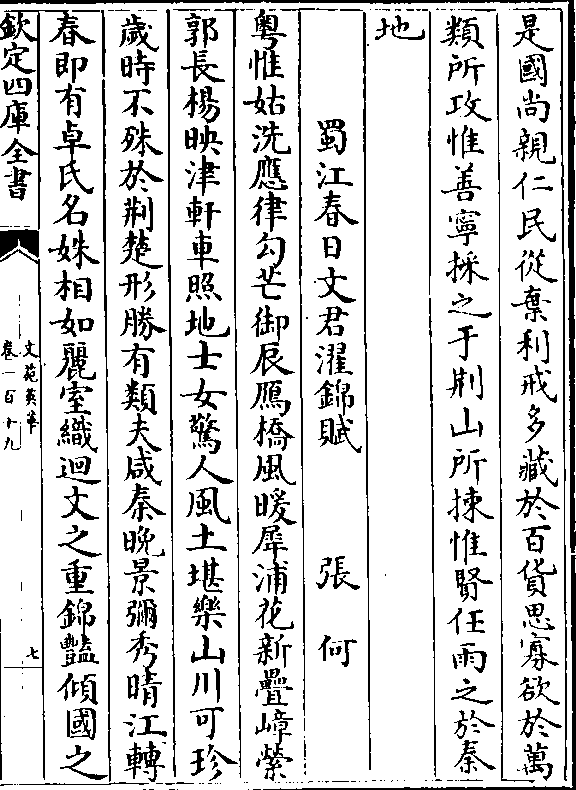 是國尚親仁民從棄利戒多藏於百貨思寡欲於萬
類所攻惟善寧採之于荆山所揀惟賢任雨之於秦
地
蜀江春日文君濯錦賦 張何
粤惟姑洗應律勾芒御辰鴈橋風暖犀浦花新疊嶂縈
郭長楊映津軒車照地士女驚人風土堪樂山川可珍
歲時不殊於荆楚形勝有類夫咸秦晚景彌秀晴江轉
春即有卓氏名姝相如麗室織迴文之重錦豔傾國之
欽定四庫全書
文苑英華
卷一百十九
七